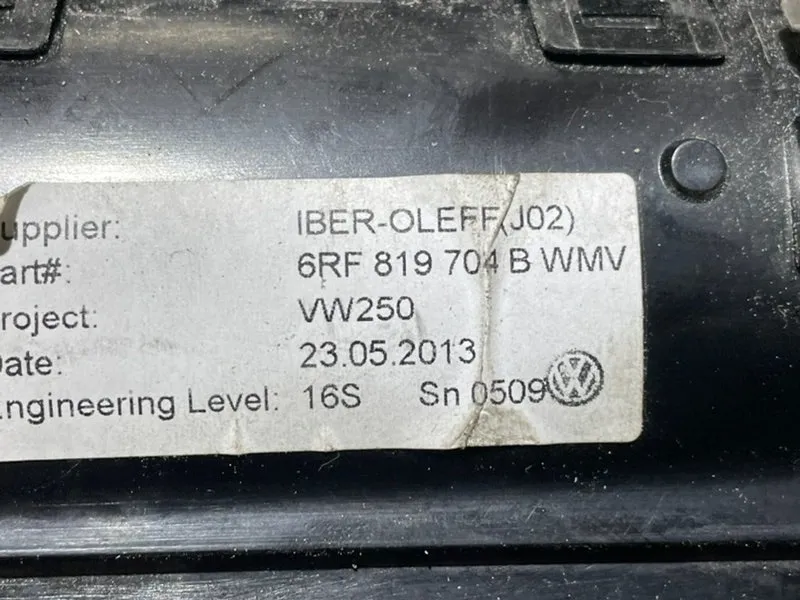 upplier: IBER-OLEFF(J02)
art#: 6RF 819 704 B WMV
roject: VW250
Date: 23.05.2013
Engineering Level: 16S Sn 0509